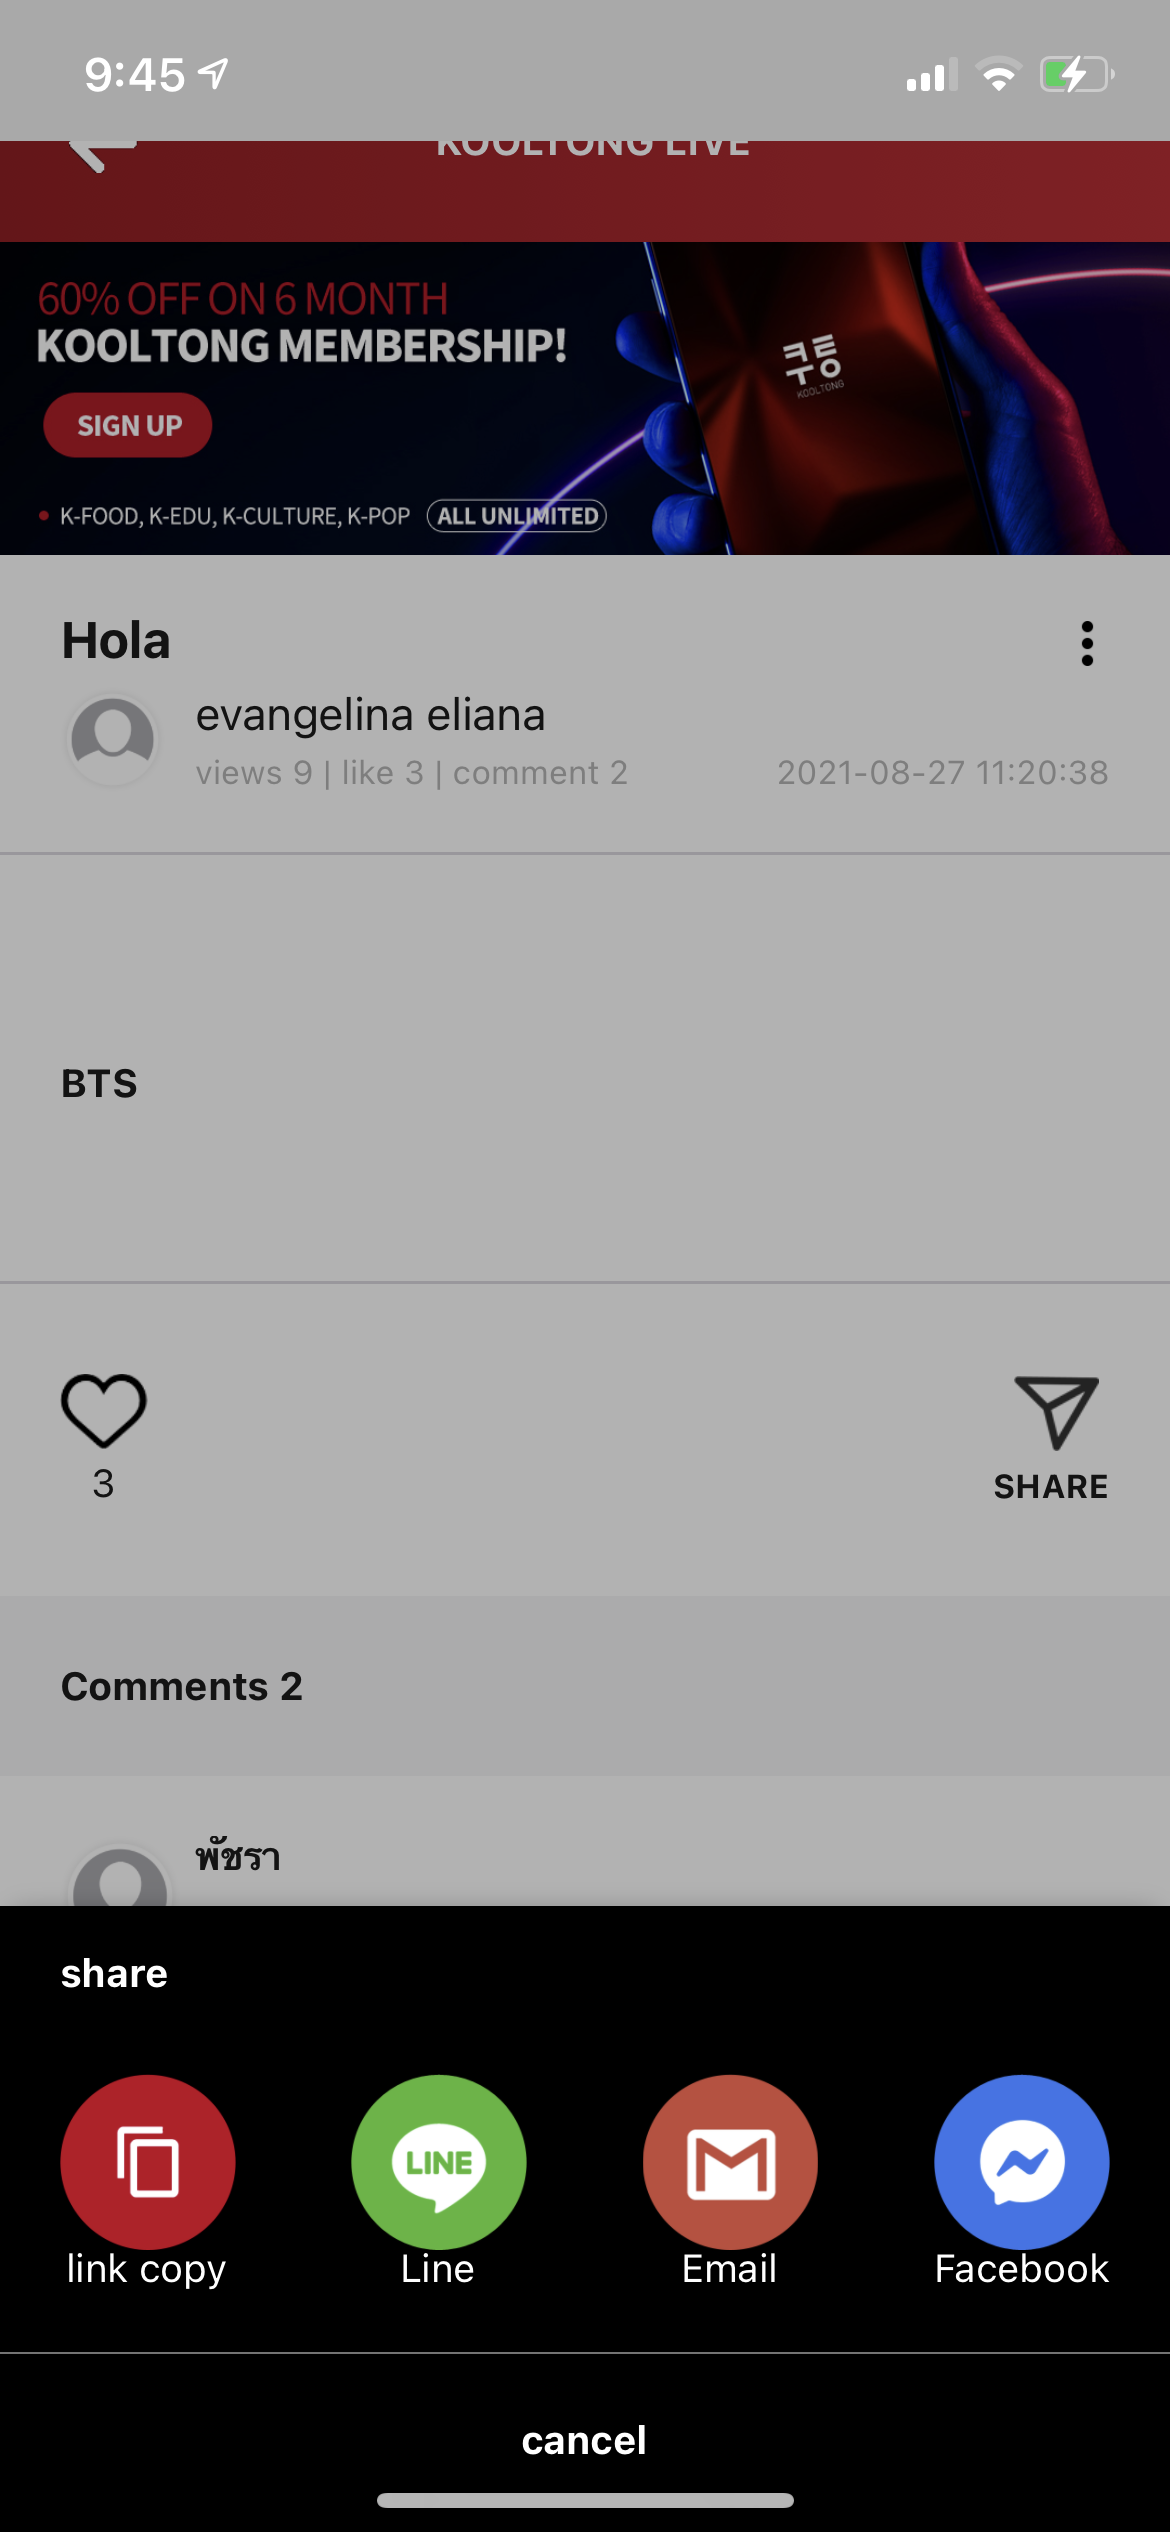 9:45
KOOLTONG LIVE
60% OFF ON 6 MONTH
KOOLTONG MEMBERSHIP!
SIGN UP
K-FOOD, K-EDU, K-CULTURE, K-POP ALL UNLIMITED
쿠통
KOOLTONG
Hola
evangelina eliana
views 9 | like 3 | comment 2 2021-08-27 11:20:38
BTS
3
SHARE
Comments 2
พัชรา
share
LINE
link copy Line Email Facebook
cancel